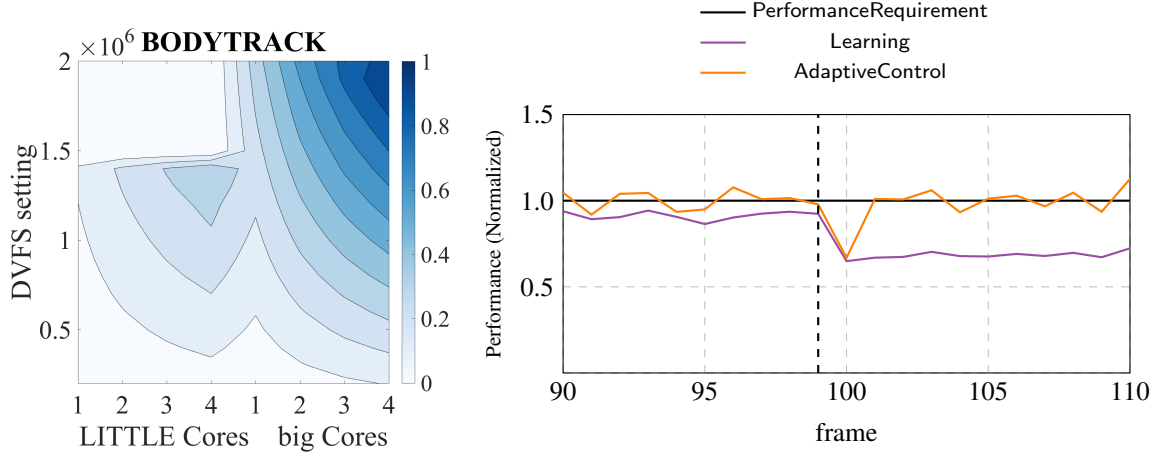 ×10⁶ BODYTRACK
2
1.5
1
0.5
DVFS setting
1 2 3 4 1 2 3 4
LITTLE Cores big Cores
1
0.8
0.6
0.4
0.2
0
PerformanceRequirement
Learning
AdaptiveControl
1.5
1.0
0.5
Performance (Normalized)
90 95 100 105 110
frame